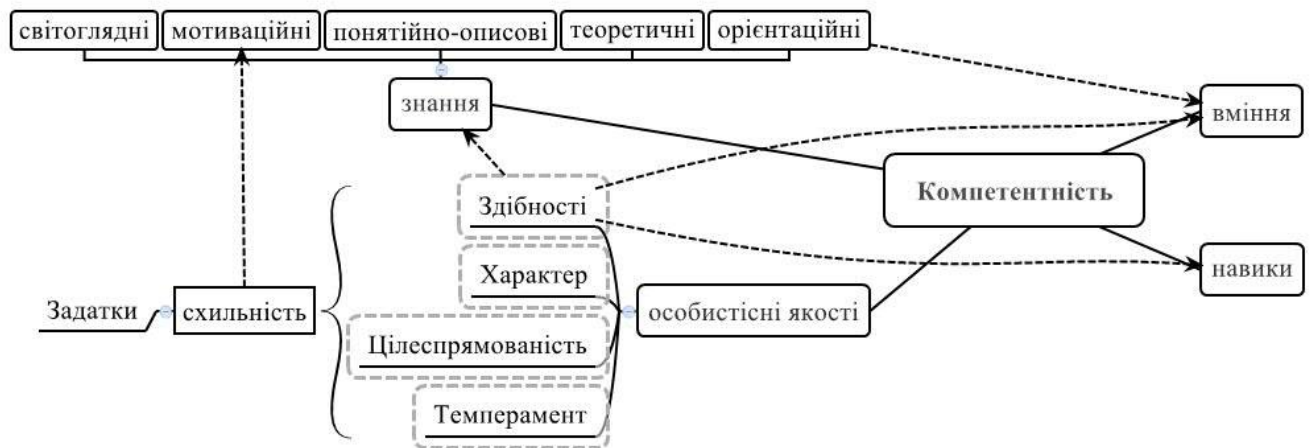 світоглядні мотиваційні понятійно-описові теоретичні орієнтаційні
знання
вміння
Компетентність
Здібності
Характер
навики
Задатки
схильність
особистісні якості
Цілеспрямованість
Темперамент